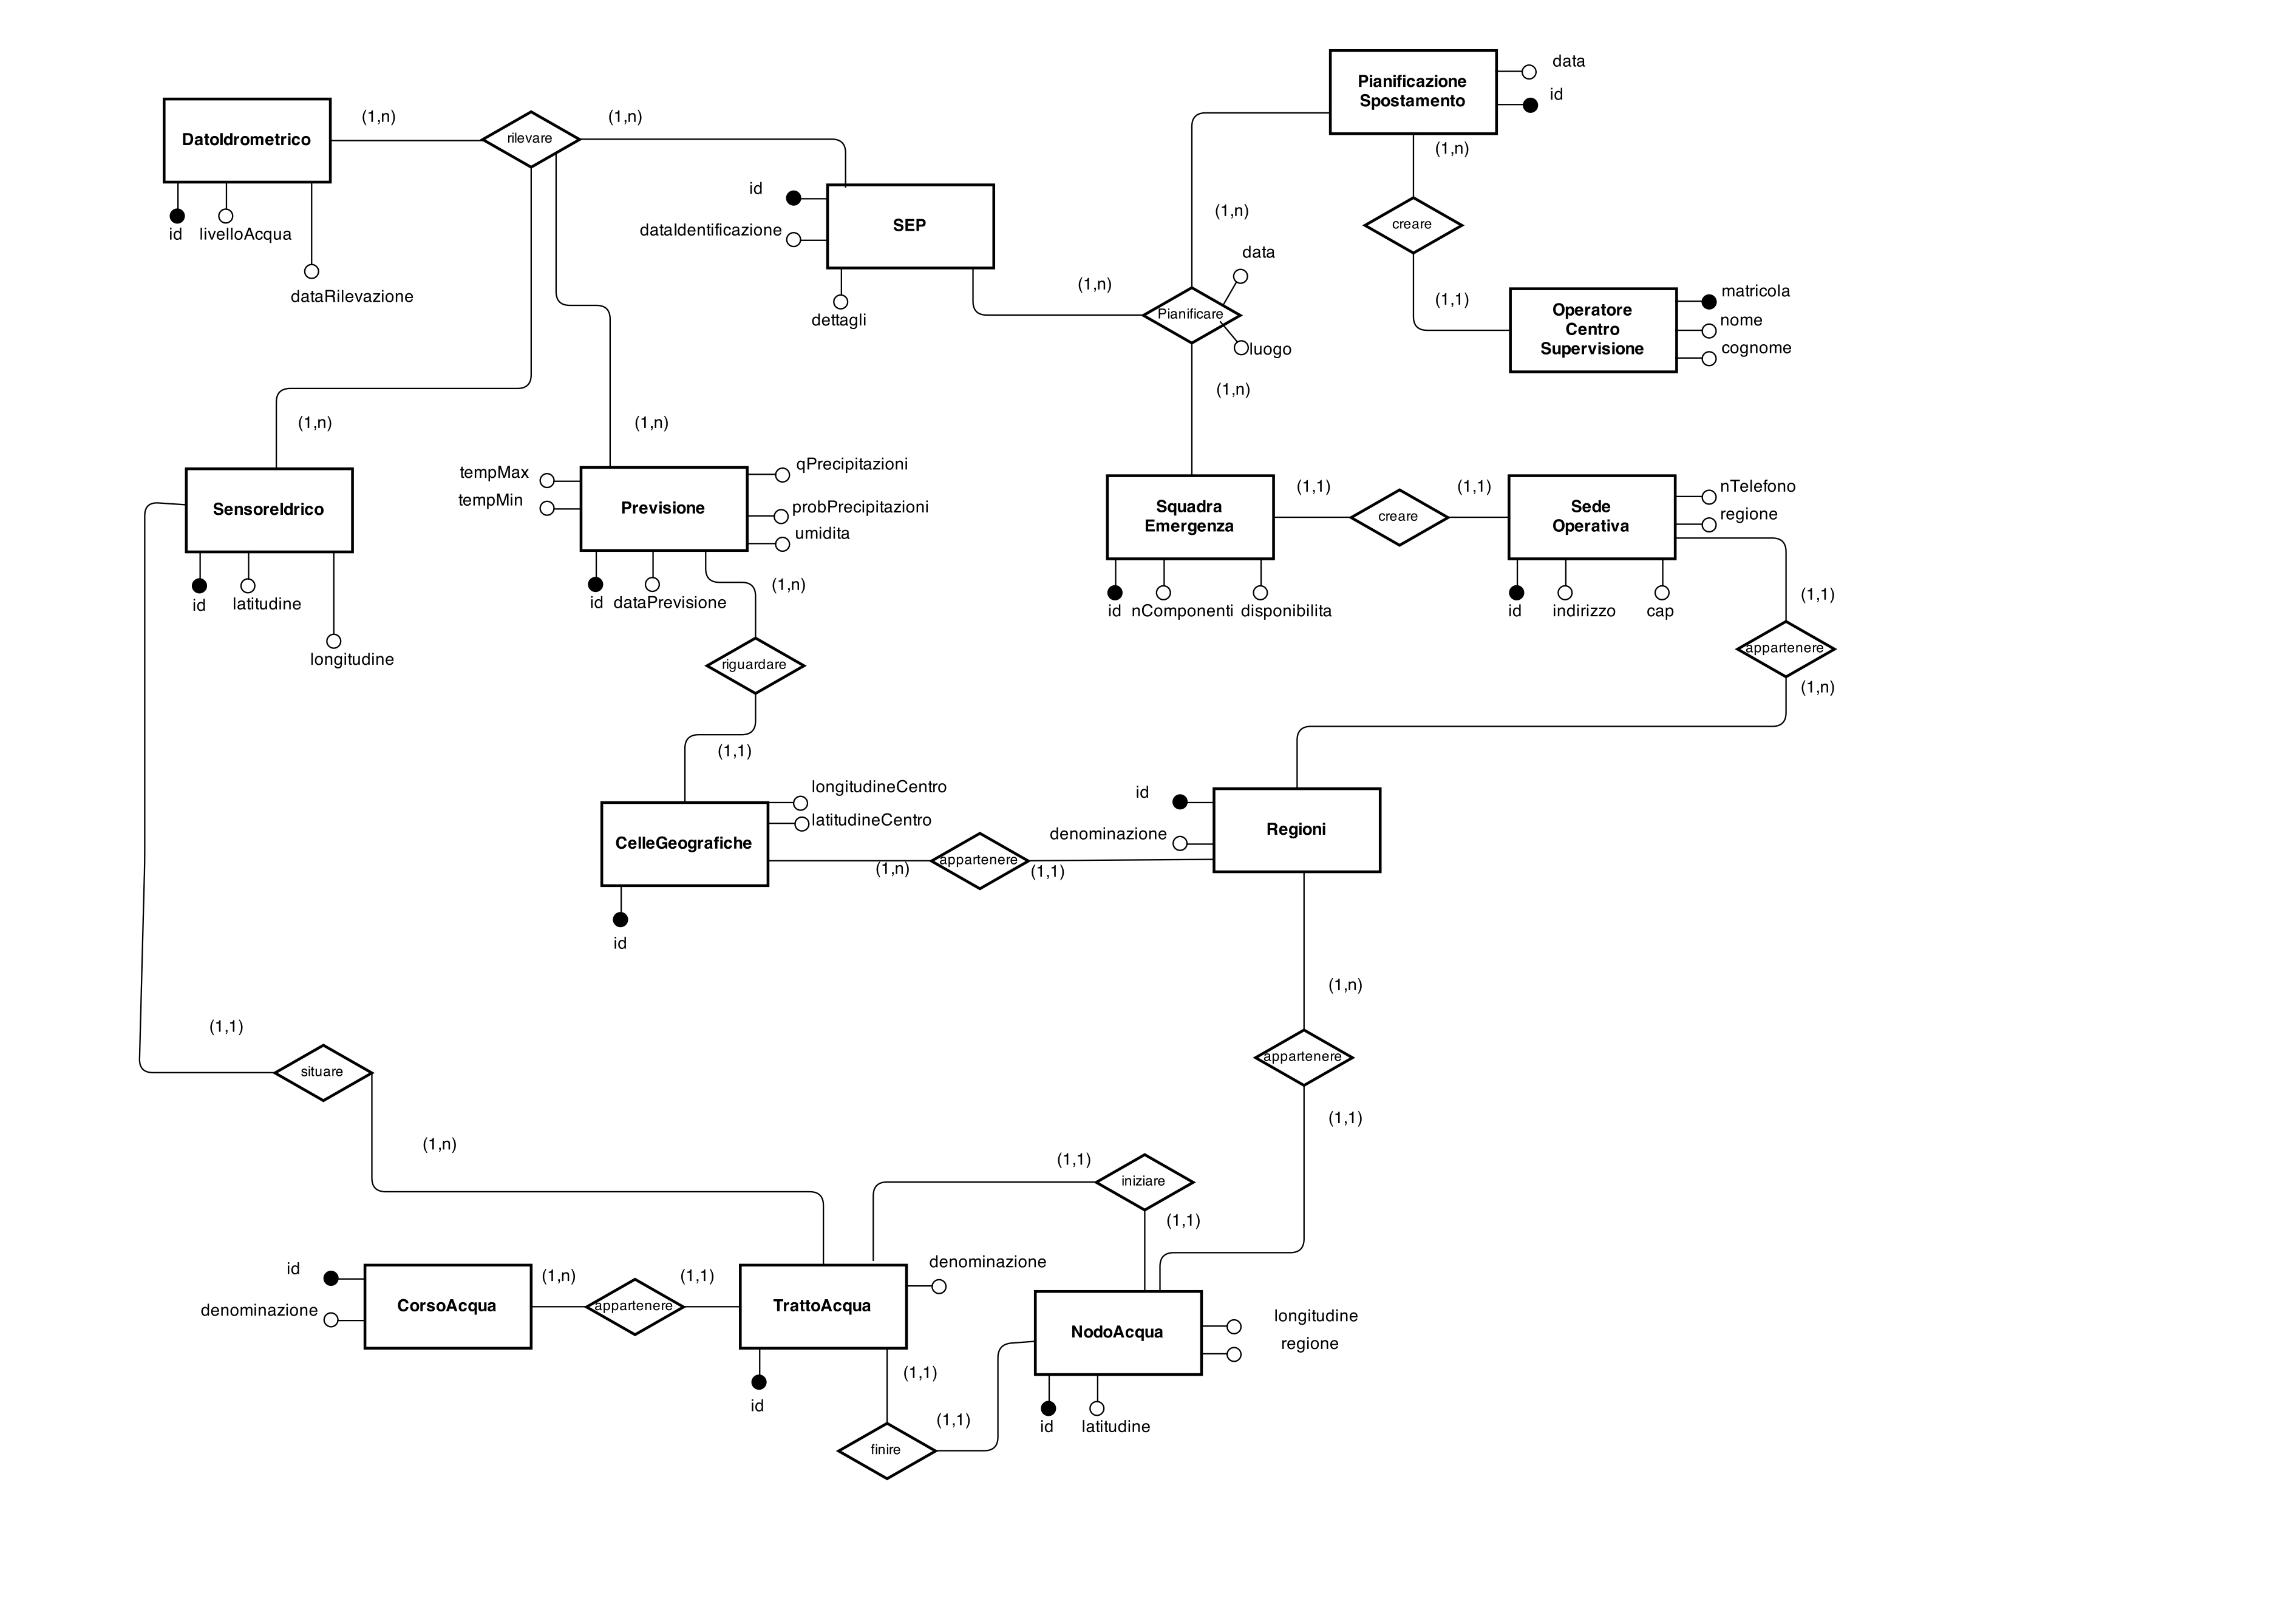 data
Pianificazione
Spostamento
id
(1,n)
(1,n)
DatoIdrometrico
rilevare
(1,n)
id
(1,n)
SEP
creare
id
livelloAcqua
dataIdentificazione
data
dataRilevazione
(1,n)
(1,1)
matricola
Operatore
Centro
Supervisione
nome
cognome
dettagli
Pianificare
luogo
(1,n)
(1,n)
(1,n)
tempMax
tempMin
qPrecipitazioni
probPrecipitazioni
umidita
SensoreIdrico
Previsione
Squadra
Emergenza
(1,1)
creare
(1,1)
Sede
Operativa
nTelefono
regione
id
latitudine
longitudine
id
dataPrevisione
(1,n)
id
nComponenti
disponibilita
id
indirizzo
cap
(1,1)
riguardare
appartenere
(1,n)
(1,1)
longitudineCentro
latitudineCentro
id
denominazione
Regioni
CelleGeografiche
(1,n)
appartenere
(1,1)
id
(1,n)
(1,1)
situare
appartenere
(1,1)
(1,n)
(1,1)
iniziare
(1,1)
id
denominazione
CorsoAcqua
(1,n)
appartenere
(1,1)
TrattoAcqua
denominazione
NodoAcqua
longitudine
regione
id
(1,1)
(1,1)
id
latitudine
finire